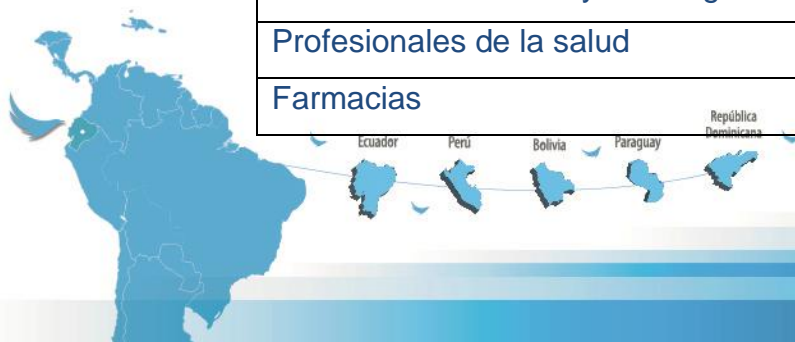 Profesionales de la salud
Farmacias
Ecuador
Perú
Bolivia
Paraguay
República
Dominicana